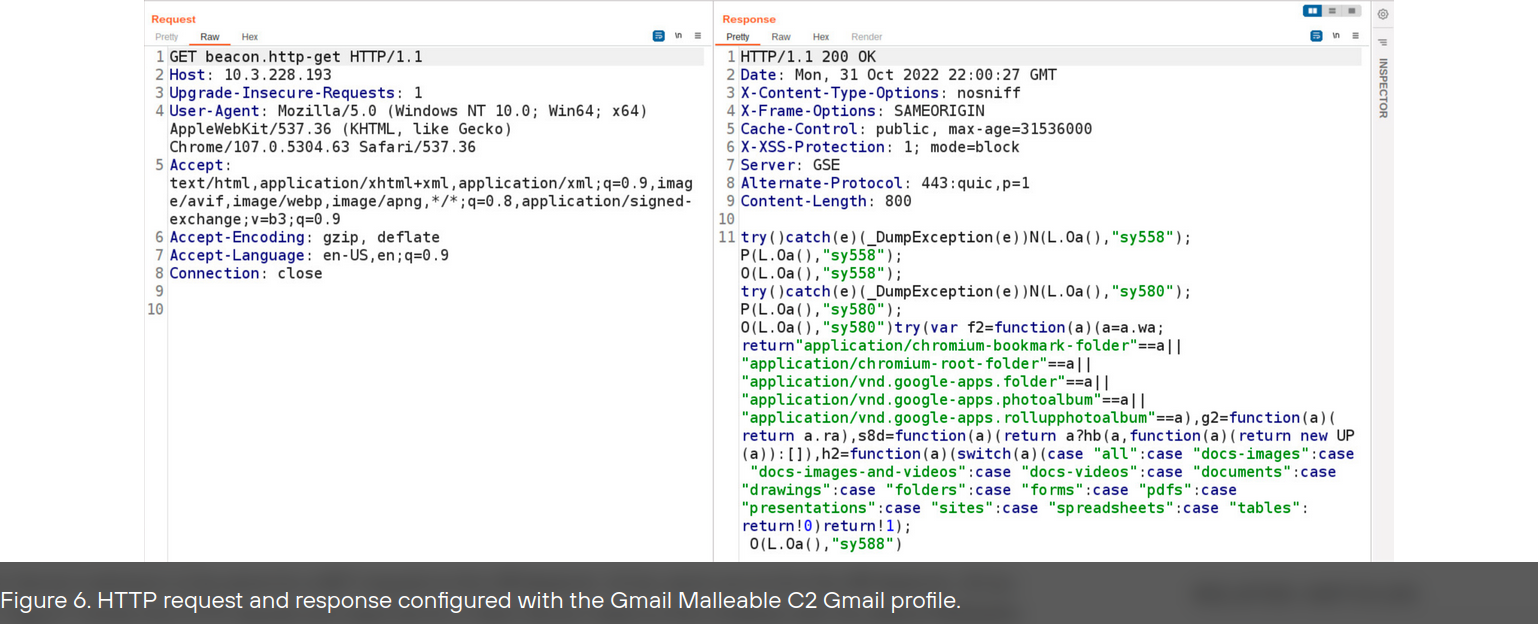 Request
Pretty Raw Hex
\n
1 GET beacon.http-get HTTP/1.1
2 Host: 10.3.228.193
3 Upgrade-Insecure-Requests: 1
4 User-Agent: Mozilla/5.0 (Windows NT 10.0; Win64; x64)
AppleWebKit/537.36 (KHTML, like Gecko)
Chrome/107.0.5304.63 Safari/537.36
5 Accept:
text/html,application/xhtml+xml,application/xml;q=0.9,imag
e/avif,image/webp,image/apng,*/*;q=0.8,application/signed-
exchange;v=b3;q=0.9
6 Accept-Encoding: gzip, deflate
7 Accept-Language: en-US,en;q=0.9
8 Connection: close
9
10
Response
Pretty Raw Hex Render
\n
1 HTTP/1.1 200 OK
2 Date: Mon, 31 Oct 2022 22:00:27 GMT
3 X-Content-Type-Options: nosniff
4 X-Frame-Options: SAMEORIGIN
5 Cache-Control: public, max-age=31536000
6 X-XSS-Protection: 1; mode=block
7 Server: GSE
8 Alternate-Protocol: 443:quic,p=1
9 Content-Length: 800
10
11 try()catch(e)(_DumpException(e))N(L.Oa(),"sy558");
P(L.Oa(),"sy558");
O(L.Oa(),"sy558");
try()catch(e)(_DumpException(e))N(L.Oa(),"sy580");
P(L.Oa(),"sy580");
O(L.Oa(),"sy580")try(var f2=function(a)(a=a.wa;
return"application/chromium-bookmark-folder"==a||
"application/chromium-root-folder"==a||
"application/vnd.google-apps.folder"==a||
"application/vnd.google-apps.photoalbum"==a||
"application/vnd.google-apps.rollupphotoalbum"==a),g2=function(a)(
return a.ra),s8d=function(a)(return a?hb(a,function(a)(return new UP
(a)):[]),h2=function(a)(switch(a)(case "all":case "docs-images":case
"docs-images-and-videos":case "docs-videos":case "documents":case
"drawings":case "folders":case "forms":case "pdfs":case
"presentations":case "sites":case "spreadsheets":case "tables":
return!0)return!1);
O(L.Oa(),"sy588")
INSPECTOR
Figure 6. HTTP request and response configured with the Gmail Malleable C2 Gmail profile.